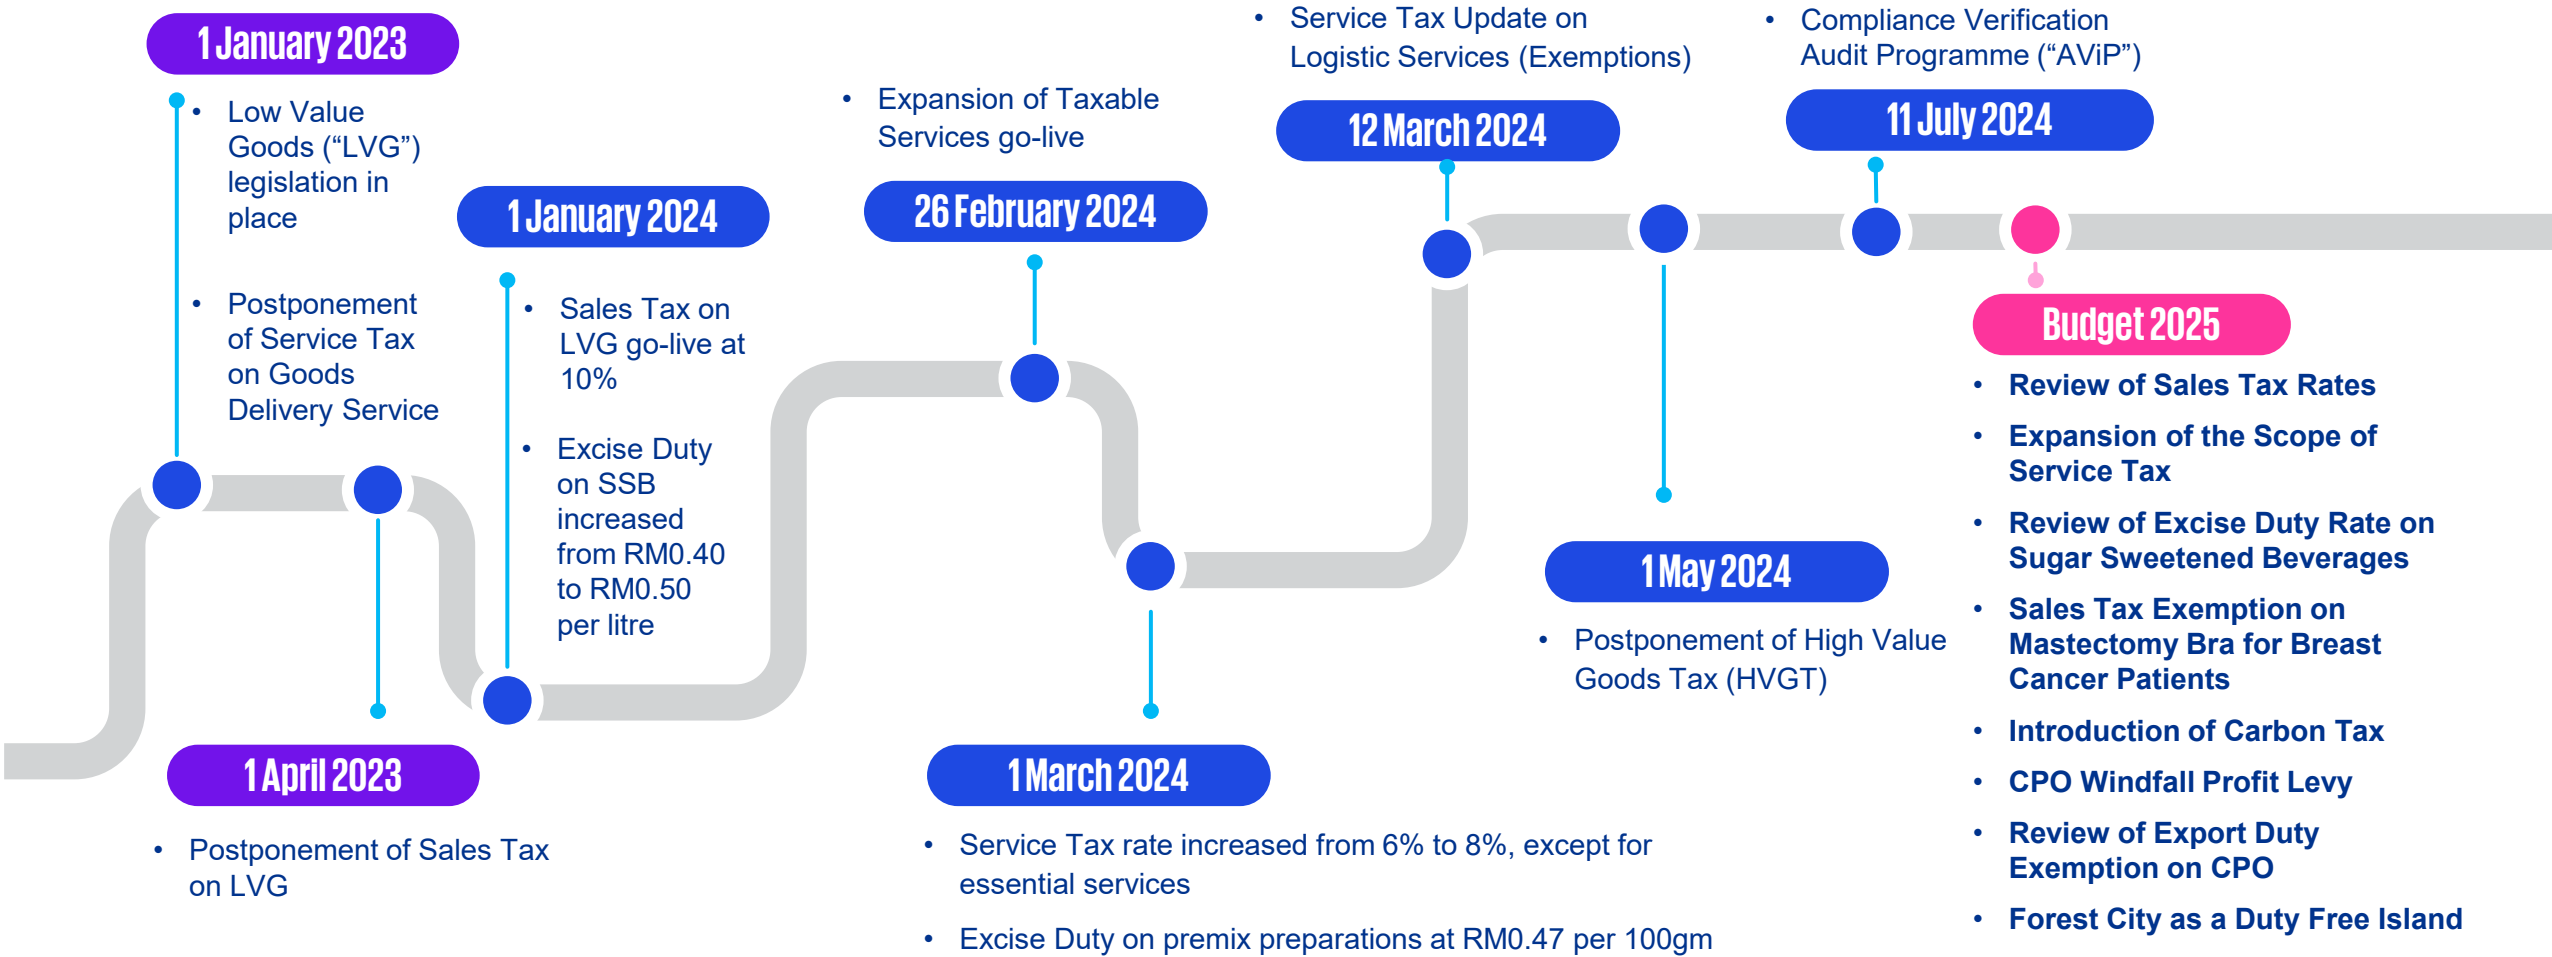 1 January 2023
• Low Value
Goods (“LVG”)
legislation in
place
• Postponement
of Service Tax
on Goods
Delivery Service
1 April 2023
• Postponement of Sales Tax
on LVG
1 January 2024
• Sales Tax on
LVG go-live at
10%
• Excise Duty
on SSB
increased
from RM0.40
to RM0.50
per litre
• Expansion of Taxable
Services go-live
26 February 2024
1 March 2024
• Service Tax rate increased from 6% to 8%, except for
essential services
• Excise Duty on premix preparations at RM0.47 per 100gm
• Service Tax Update on
Logistic Services (Exemptions)
12 March 2024
1 May 2024
• Postponement of High Value
Goods Tax (HVGT)
• Compliance Verification
Audit Programme (“AViP”)
11 July 2024
Budget 2025
• Review of Sales Tax Rates
• Expansion of the Scope of
Service Tax
• Review of Excise Duty Rate on
Sugar Sweetened Beverages
• Sales Tax Exemption on
Mastectomy Bra for Breast
Cancer Patients
• Introduction of Carbon Tax
• CPO Windfall Profit Levy
• Review of Export Duty
Exemption on CPO
• Forest City as a Duty Free Island